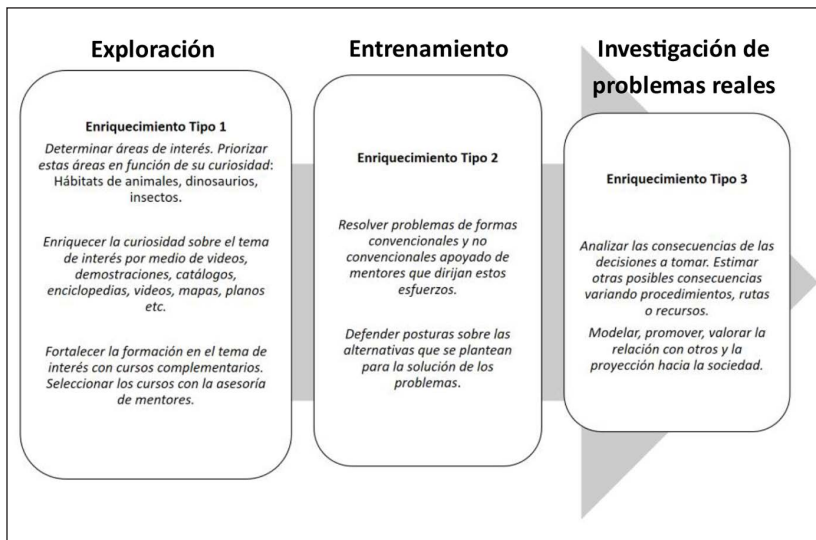 Exploración
Enriquecimiento Tipo 1
Determinar áreas de interés. Priorizar
estas áreas en función de su curiosidad:
Hábitats de animales, dinosaurios,
insectos.
Enriquecer la curiosidad sobre el tema
de interés por medio de videos,
demostraciones, catálogos,
enciclopedias, videos, mapas, planos
etc.
Fortalecer la formación en el tema de
interés con cursos complementarios.
Seleccionar los cursos con la asesoría
de mentores.
Entrenamiento
Enriquecimiento Tipo 2
Resolver problemas de formas
convencionales y no
convencionales apoyado de
mentores que dirijan estos
esfuerzos.
Defender posturas sobre las
alternativas que se plantean
para la solución de los
problemas.
Investigación de
problemas reales
Enriquecimiento Tipo 3
Analizar las consecuencias de las
decisiones a tomar. Estimar
otras posibles consecuencias
variando procedimientos, rutas
o recursos.
Modelar, promover, valorar la
relación con otros y la
proyección hacia la sociedad.